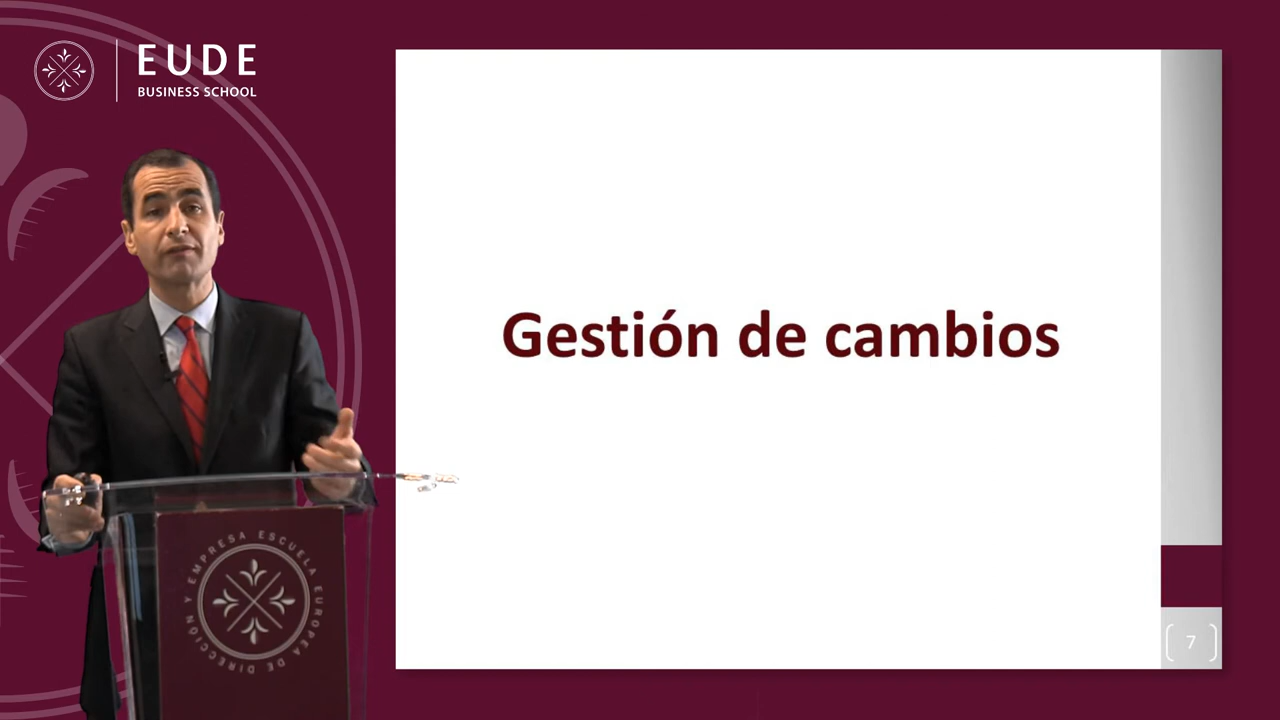 EUDE
BUSINESS SCHOOL
Gestión de cambios
Y EMPRESA ESCUELA EUROPEA DE DIRECCIÓN
7